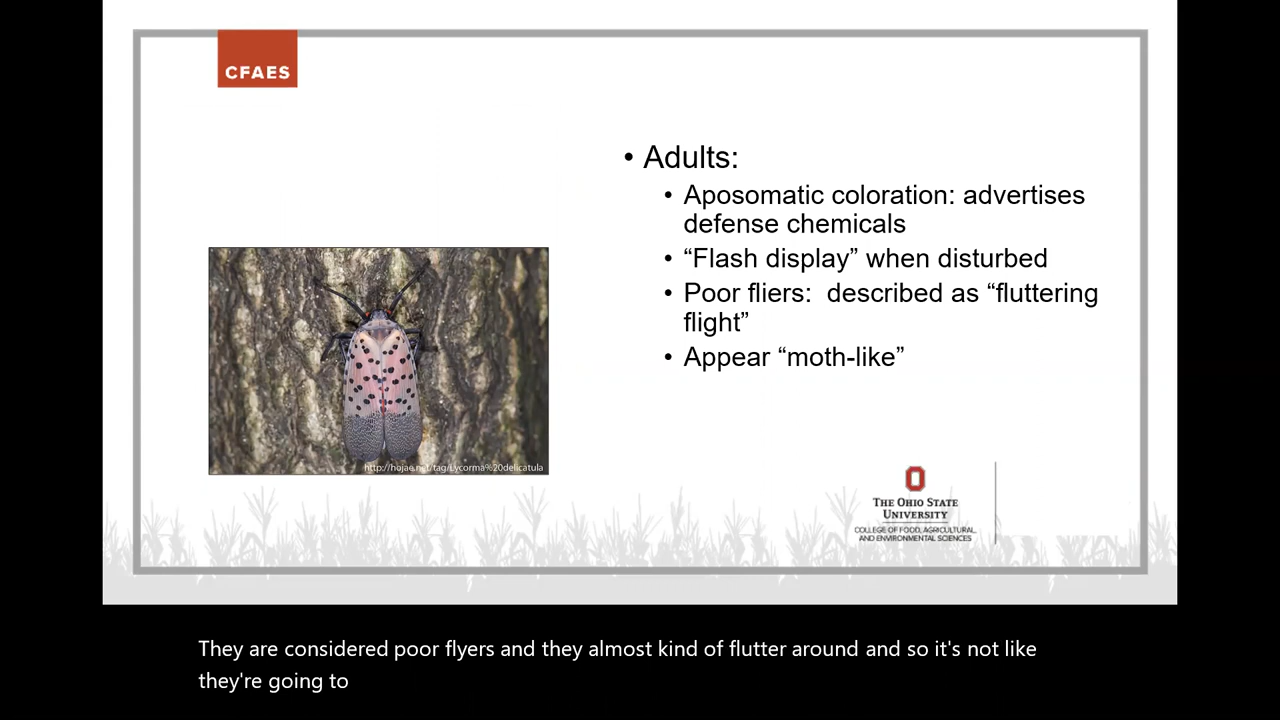 CFAES
• Adults:
• Aposomatic coloration: advertises
defense chemicals
• “Flash display” when disturbed
• Poor fliers:  described as “fluttering
flight”
• Appear “moth-like”
http://hojae.net/tag/Lycorma%20delicatula
THE OHIO STATE
UNIVERSITY
COLLEGE OF FOOD, AGRICULTURAL,
AND ENVIRONMENTAL SCIENCES
They are considered poor flyers and they almost kind of flutter around and so it's not like
they're going to